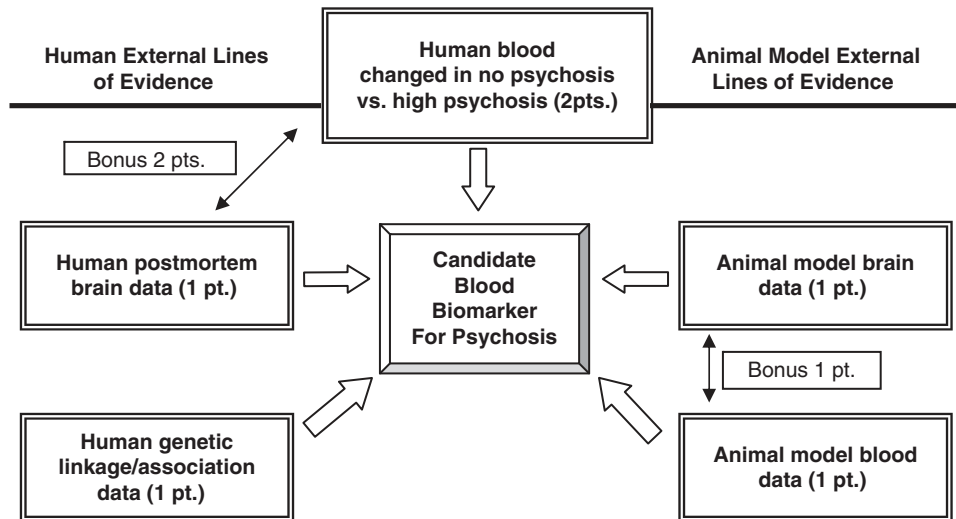 Human External Lines
of Evidence
Human blood
changed in no psychosis
vs. high psychosis (2pts.)
Animal Model External
Lines of Evidence
Bonus 2 pts.
Human postmortem
brain data (1 pt.)
Candidate
Blood
Biomarker
For Psychosis
Animal model brain
data (1 pt.)
Bonus 1 pt.
Human genetic
linkage/association
data (1 pt.)
Animal model blood
data (1 pt.)